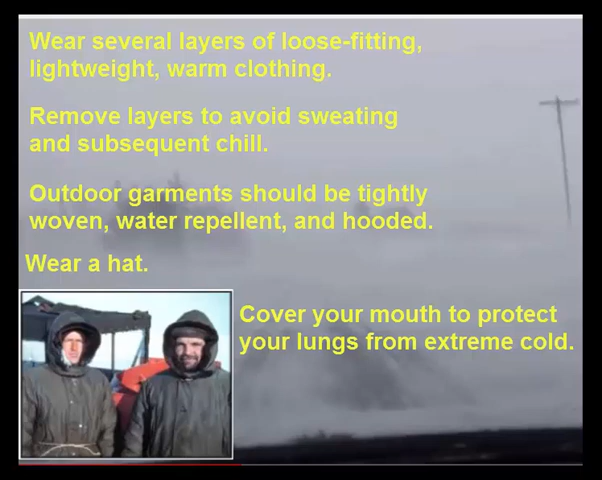 Wear several layers of loose-fitting,
lightweight, warm clothing.
Remove layers to avoid sweating
and subsequent chill.
Outdoor garments should be tightly
woven, water repellent, and hooded.
Wear a hat.
Cover your mouth to protect
your lungs from extreme cold.